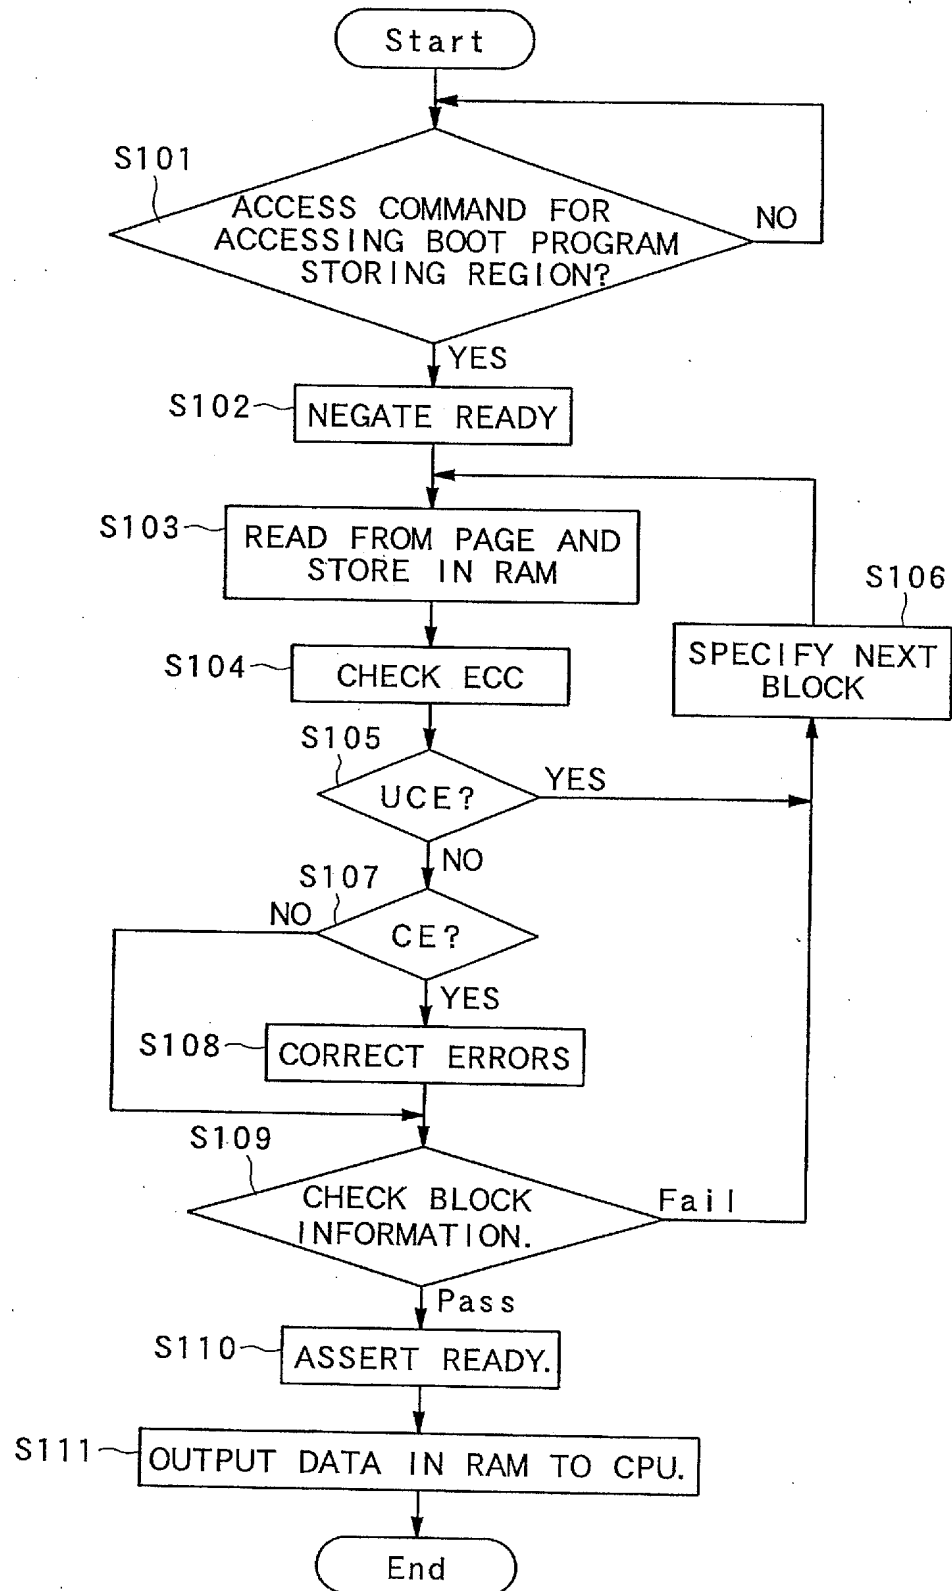 Start
S101
ACCESS COMMAND FOR
ACCESSING BOOT PROGRAM
STORING REGION?
NO
YES
S102
NEGATE READY
S103
READ FROM PAGE AND
STORE IN RAM
S106
SPECIFY NEXT
BLOCK
S104
CHECK ECC
S105
UCE?
YES
NO
S107
NO
CE?
YES
S108
CORRECT ERRORS
S109
CHECK BLOCK
INFORMATION.
Fail
Pass
S110
ASSERT READY.
S111
OUTPUT DATA IN RAM TO CPU.
End